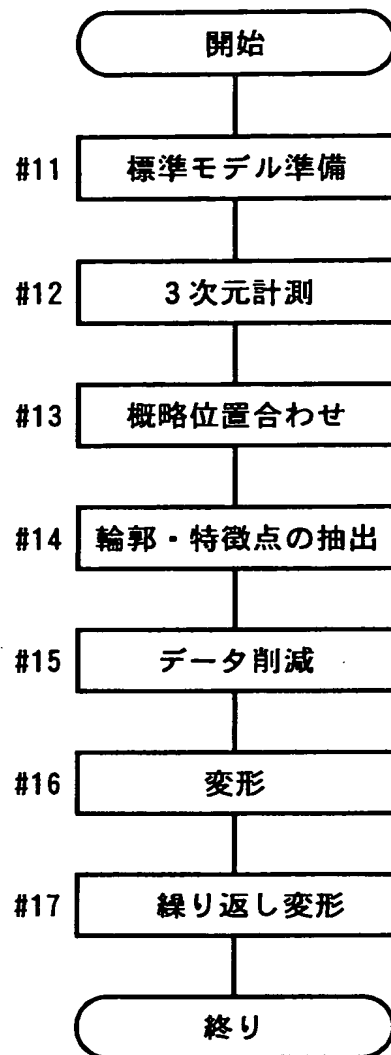 開始
#11 標準モデル準備
#12 3次元計測
#13 概略位置合わせ
#14 輪郭・特徴点の抽出
#15 データ削減
#16 変形
#17 繰り返し変形
終り